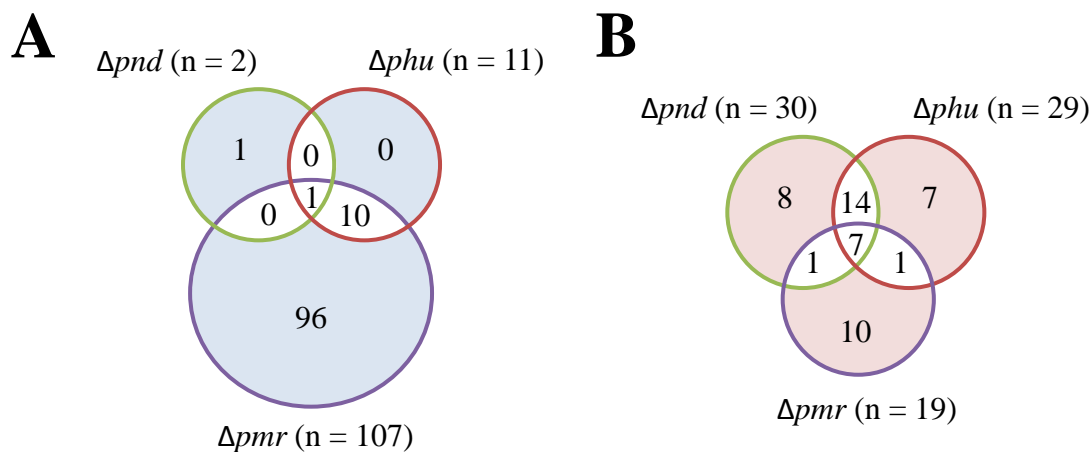 A
Δpnd (n = 2)
Δphu (n = 11)
1
0
0
1
0
10
96
Δpmr (n = 107)
B
Δpnd (n = 30)
Δphu (n = 29)
8
14
7
7
1
1
10
Δpmr (n = 19)